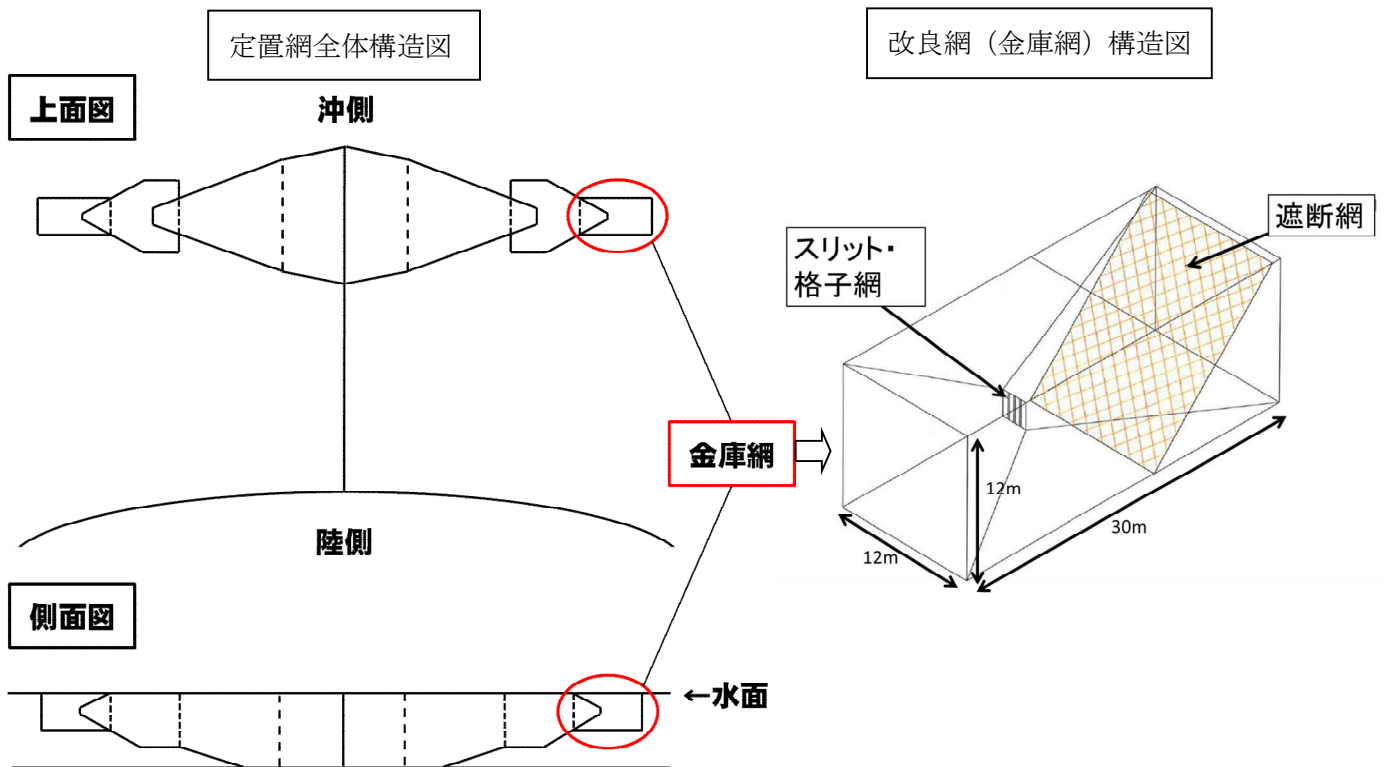 定置網全体構造図
改良網（金庫網）構造図
上面図
沖側
遮断網
スリット・
格子網
金庫網
12m
12m
30m
陸側
側面図
←水面